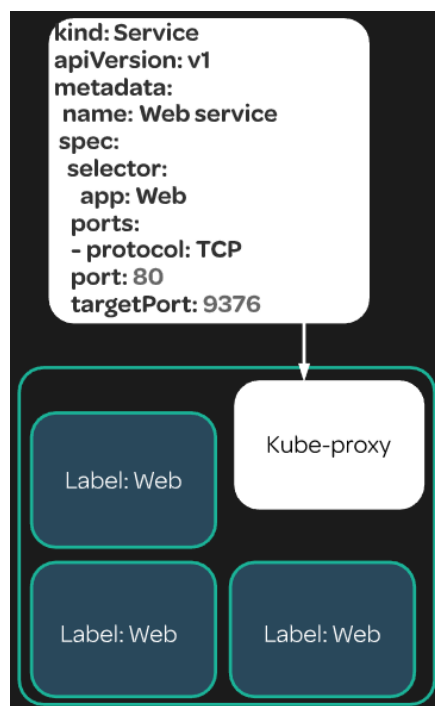 kind: Service
apiVersion: v1
metadata:
name: Web service
spec:
selector:
app: Web
ports:
- protocol: TCP
port: 80
targetPort: 9376
Kube-proxy
Label: Web
Label: Web
Label: Web